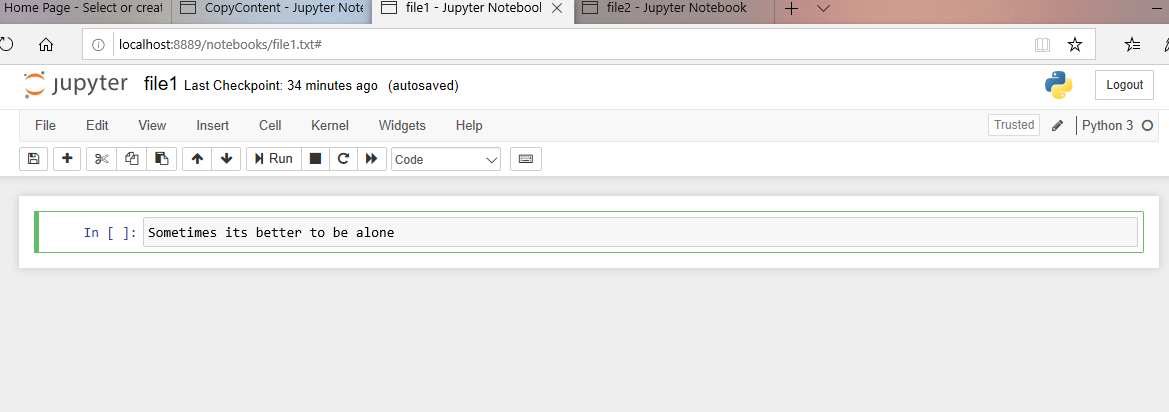 Home Page - Select or creat
CopyContent - Jupyter Note
file1 - Jupyter Notebool
file2 - Jupyter Notebook
localhost:8889/notebooks/file1.txt#
jupyter file1 Last Checkpoint: 34 minutes ago (autosaved)
Logout
File Edit View Insert Cell Kernel Widgets Help
Trusted
Python 3
Run
Code
In [ ]: Sometimes its better to be alone